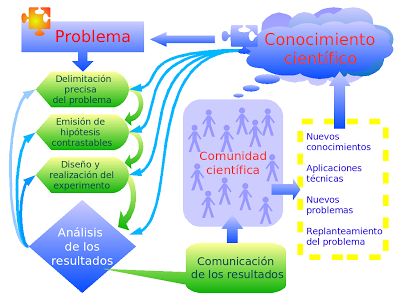 Problema
Conocimiento
científico
Delimitación
precisa
del problema
Emisión de
hipótesis
contrastables
Diseño y
realización del
experimento
Análisis
de los
resultados
Comunidad
científica
Comunicación
de los resultados
Nuevos
conocimientos
Aplicaciones
técnicas
Nuevos
problemas
Replanteamiento
del problema